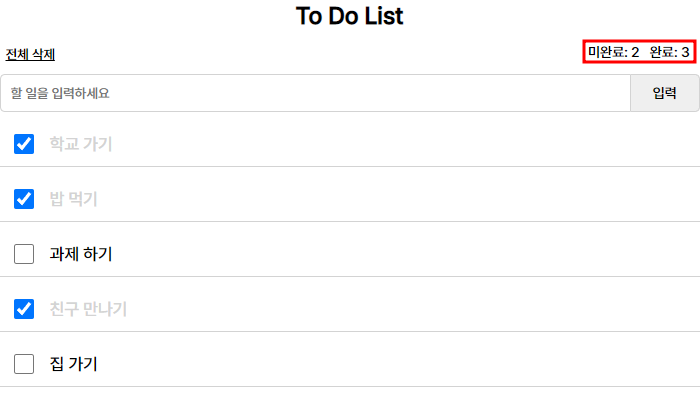 To Do List
전체 삭제
미완료: 2 완료: 3
할 일을 입력하세요
입력
학교 가기
밥 먹기
과제 하기
친구 만나기
집 가기